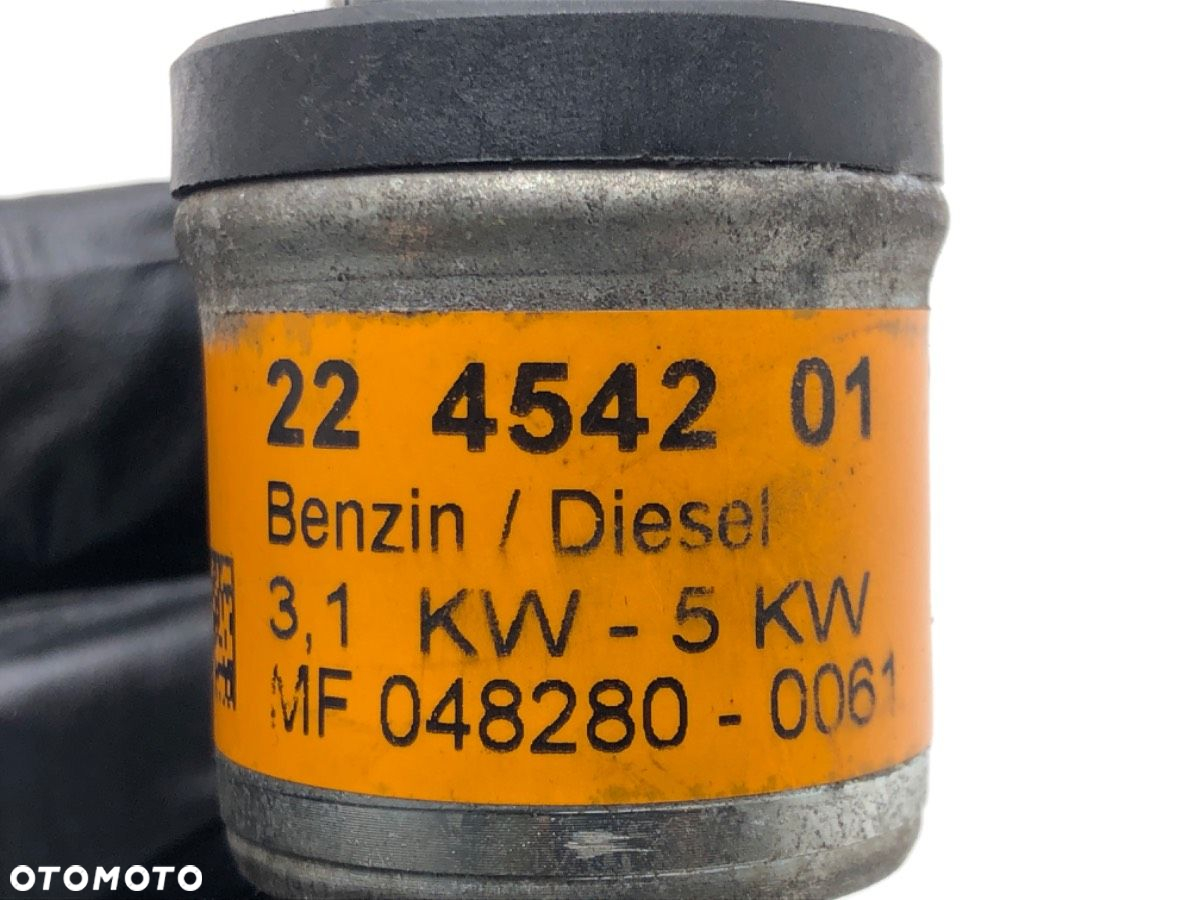 22 4542 01
Benzin / Diesel
3,1 KW - 5 KW
MF 048280 - 0061
OTOMOTO